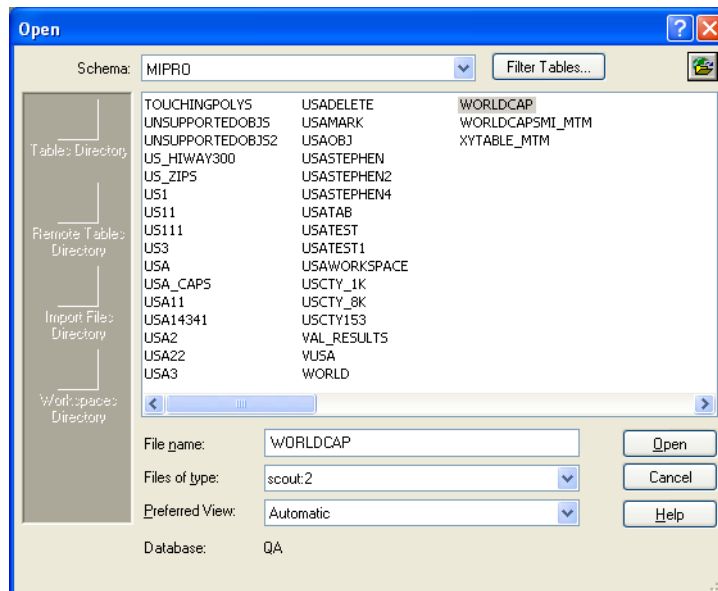 Open
Schema: MIPRO Filter Tables...
Tables Directory
Remote Tables
Directory
Import Files
Directory
Workspaces
Directory
TOUCHINGPOLYS USADELETE WORLDCAP
UNSUPPORTEDOBJS USAMARK WORLDCAPSMI_MTM
UNSUPPORTEDOBJS2 USAOBJ XYTABLE_MTM
US_HIWAY300 USASTEPHEN
US_ZIPS USASTEPHEN2
US1 USASTEPHEN4
US11 USATAB
US111 USATEST
US3 USATEST1
USA USAWORKSPACE
USA_CAPS USCTY_1K
USA11 USCTY_8K
USA14341 USCTY153
USA2 VAL_RESULTS
USA22 VUSA
USA3 WORLD
File name: WORLDCAP Open
Files of type: scout:2 Cancel
Preferred View: Automatic Help
Database: QA